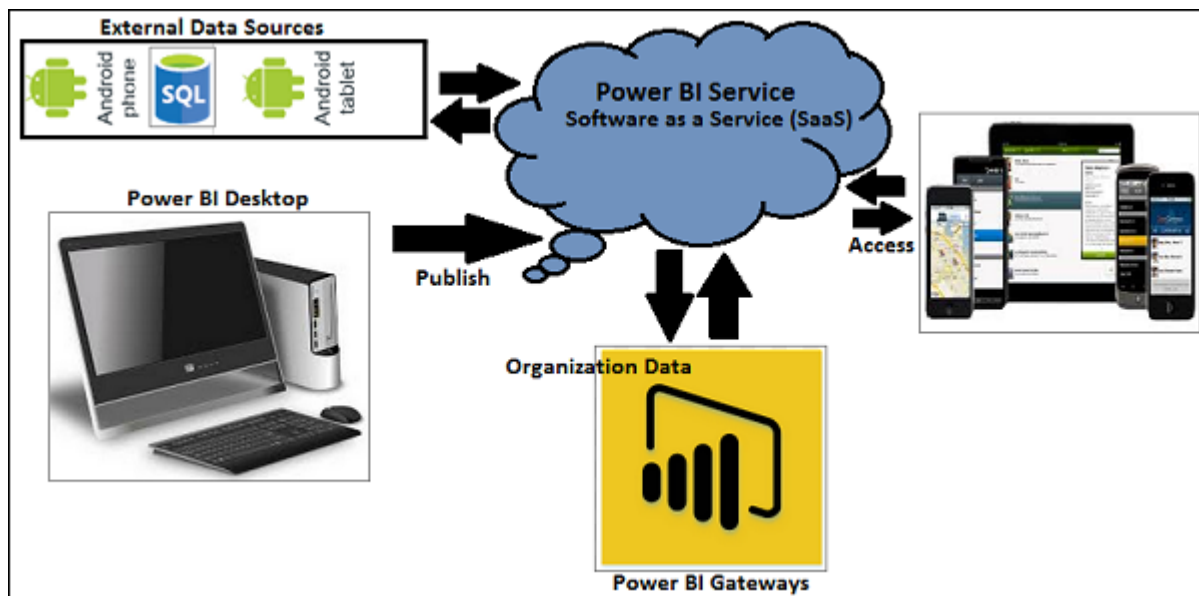 External Data Sources
Android
phone
SQL
Android
tablet
Power BI Service
Software as a Service (SaaS)
Power BI Desktop
Publish
Access
Organization Data
Power BI Gateways